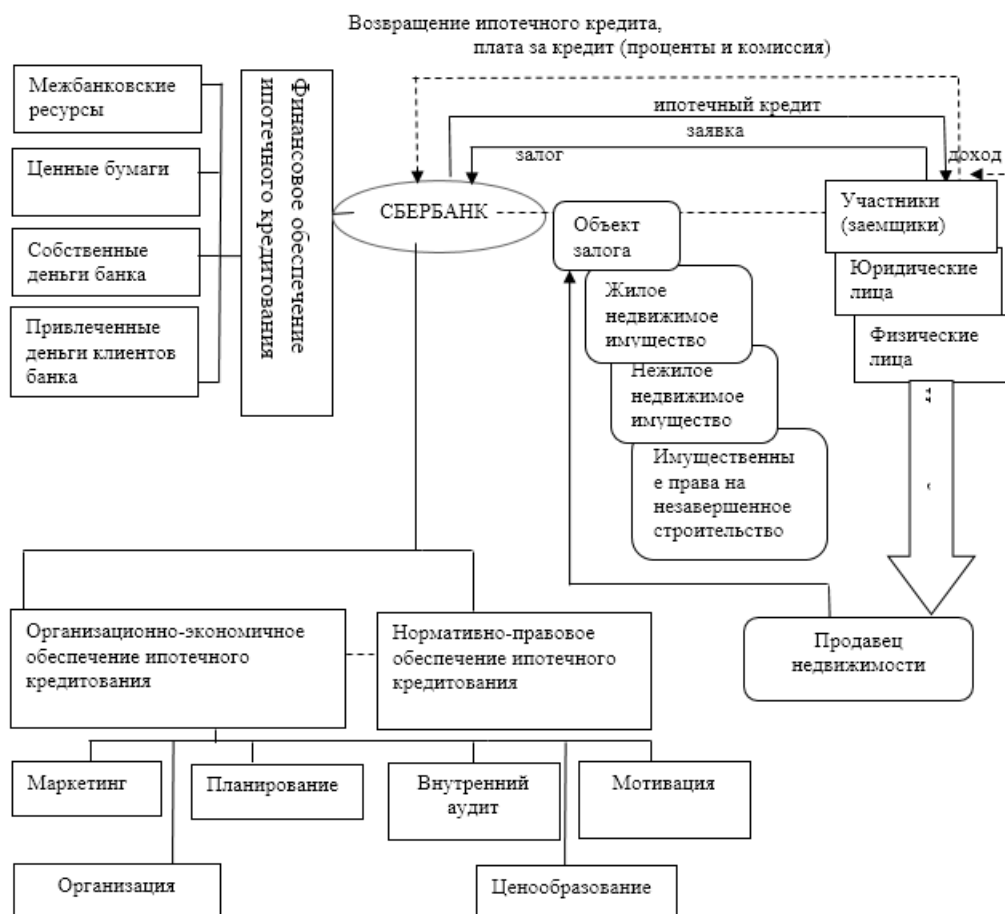 Возвращение ипотечного кредита,
плата за кредит (проценты и комиссия)
Межбанковские
ресурсы
Ценные бумаги
Собственные
деньги банка
Привлеченные
деньги клиентов
банка
Финансовое обеспечение
ипотечного кредитования
ипотечный кредит
заявка
залог
доход
СБЕРБАНК
Объект
залога
Жилое
недвижимое
имущество
Нежилое
недвижимое
имущество
Имущественны
е права на
незавершенное
строительство
Участники
(заемщики)
Юридические
лица
Физические
лица
Продавец
недвижимости
Организационно-экономичное
обеспечение ипотечного
кредитования
Нормативно-правовое
обеспечение ипотечного
кредитования
Маркетинг
Планирование
Внутренний
аудит
Мотивация
Организация
Ценообразование